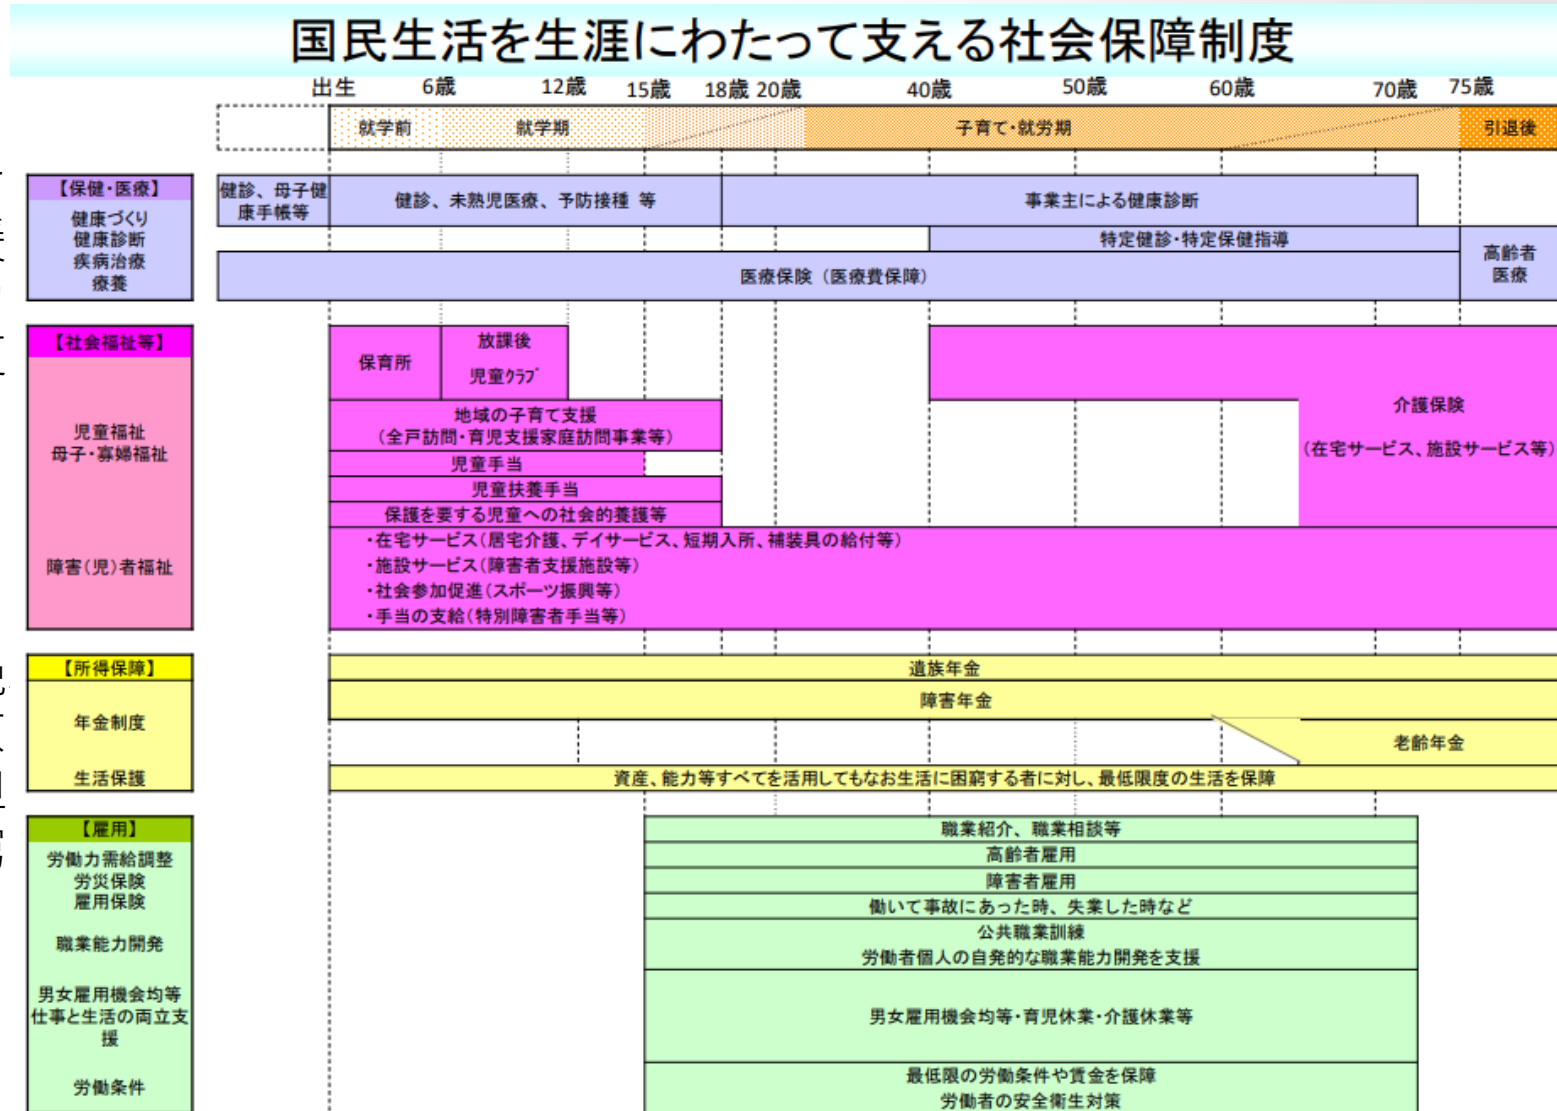 国民生活を生涯にわたって支える社会保障制度
出生 6歳 12歳 15歳 18歳 20歳 40歳 50歳 60歳 70歳 75歳
就学前 就学期 子育て・就労期 引退後
【保健・医療】
健康づくり
健康診断
疾病治療
療養
健診、母子健
康手帳等
健診、未熟児医療、予防接種 等
事業主による健康診断
特定健診・特定保健指導
高齢者
医療
医療保険(医療費保障)
【社会福祉等】
児童福祉
母子・寡婦福祉
障害(児)者福祉
保育所
放課後
児童クラブ
地域の子育て支援
(全戸訪問・育児支援家庭訪問事業等)
児童手当
児童扶養手当
保護を要する児童への社会的養護等
介護保険
(在宅サービス、施設サービス等)
・在宅サービス(居宅介護、デイサービス、短期入所、補装具の給付等)
・施設サービス(障害者支援施設等)
・社会参加促進(スポーツ振興等)
・手当の支給(特別障害者手当等)
【所得保障】
年金制度
生活保護
遺族年金
障害年金
老齢年金
資産、能力等すべてを活用してもなお生活に困窮する者に対し、最低限度の生活を保障
【雇用】
労働力需給調整
労災保険
雇用保険
職業能力開発
男女雇用機会均等
仕事と生活の両立支
援
労働条件
職業紹介、職業相談等
高齢者雇用
障害者雇用
働いて事故にあった時、失業した時など
公共職業訓練
労働者個人の自発的な職業能力開発を支援
男女雇用機会均等・育児休業・介護休業等
最低限の労働条件や賃金を保障
労働者の安全衛生対策